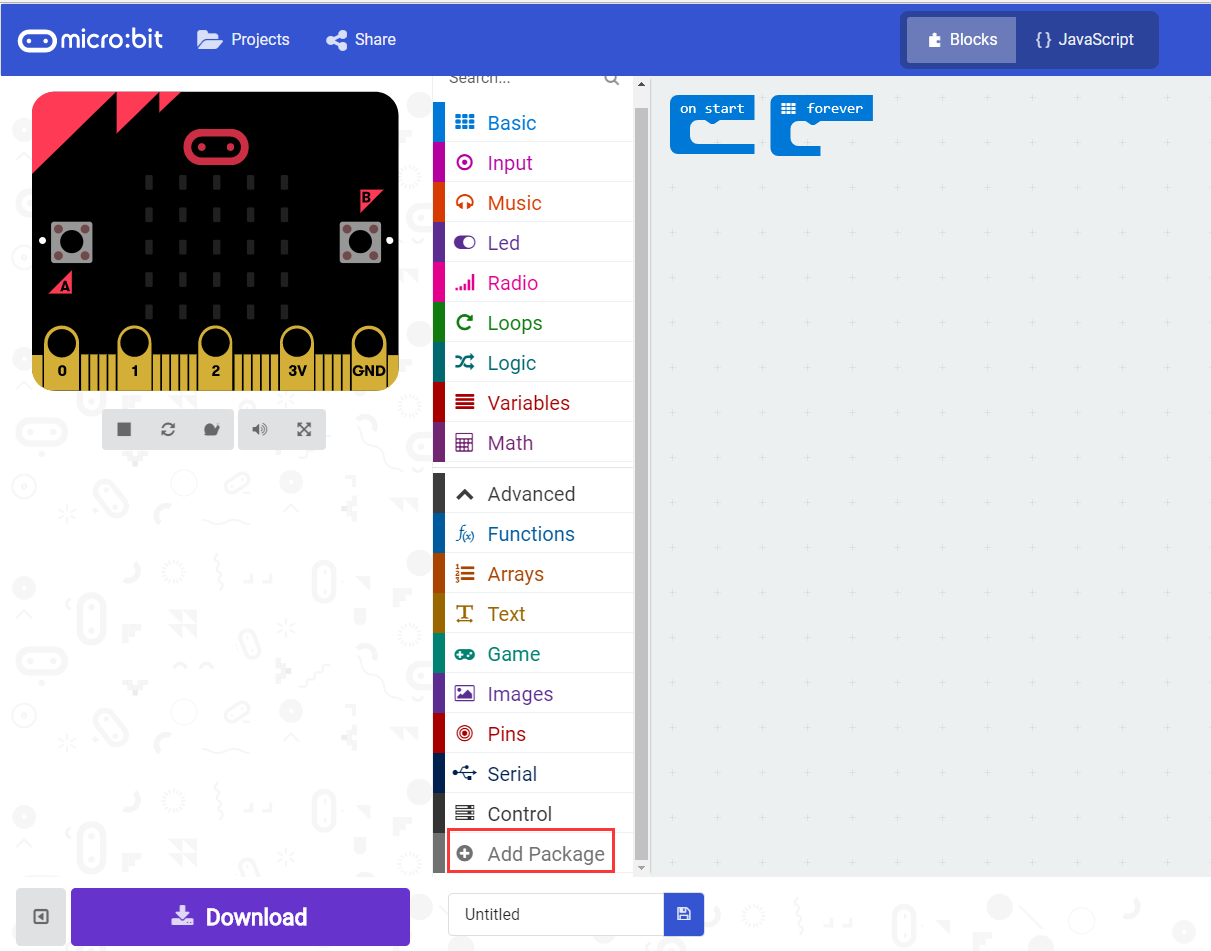 micro:bit
Projects
Share
Blocks
{ } JavaScript
B
A
0 1 2 3V GND
Search...
Basic
Input
Music
Led
Radio
Loops
Logic
Variables
Math
Advanced
f(x) Functions
Arrays
Text
Game
Images
Pins
Serial
Control
Add Package
on start
forever
Download
Untitled